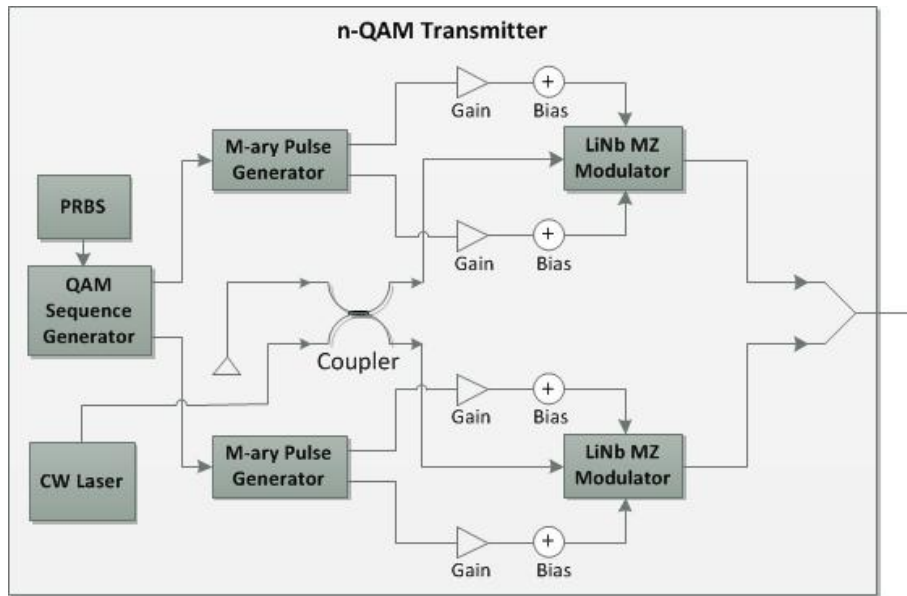 n-QAM Transmitter
Gain
+
Bias
M-ary Pulse
Generator
LiNb MZ
Modulator
PRBS
Gain
+
Bias
QAM
Sequence
Generator
Coupler
Gain
+
Bias
CW Laser
M-ary Pulse
Generator
LiNb MZ
Modulator
Gain
+
Bias